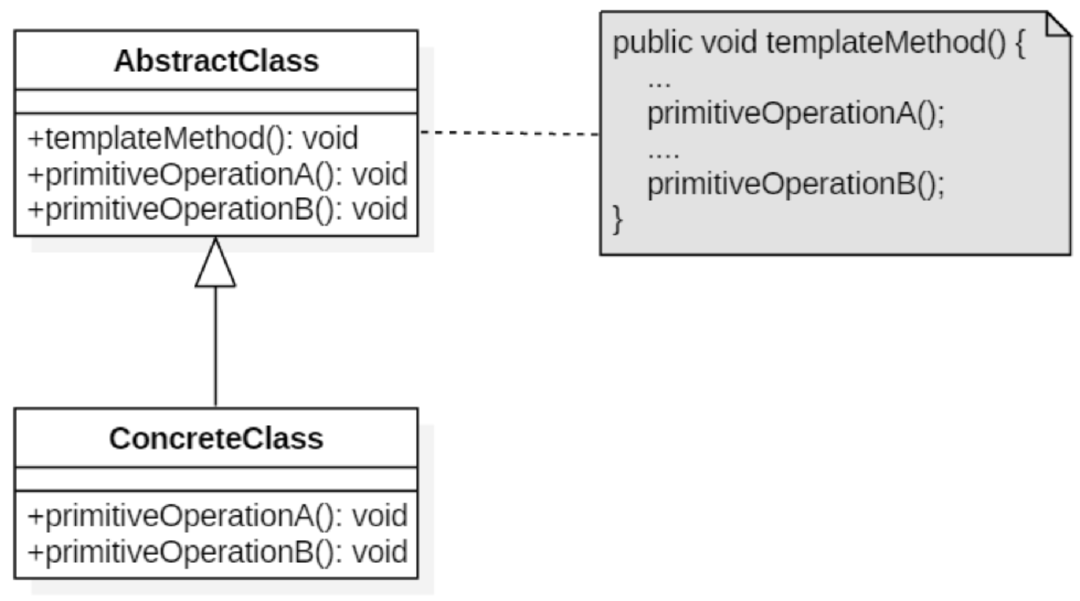 AbstractClass
+templateMethod(): void
+primitiveOperationA(): void
+primitiveOperationB(): void
public void templateMethod() {
...
primitiveOperationA();
....
primitiveOperationB();
}
ConcreteClass
+primitiveOperationA(): void
+primitiveOperationB(): void